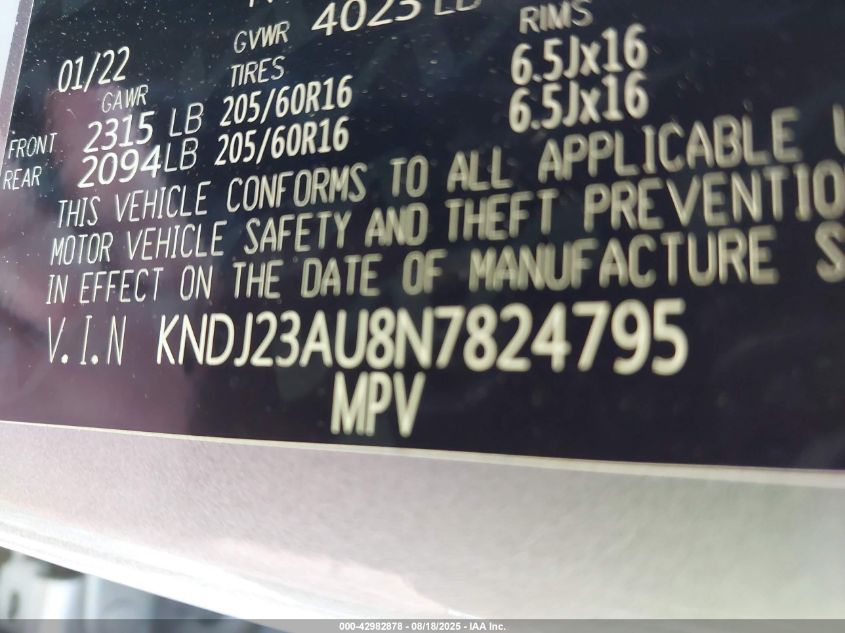 GVWR 4023 LB
RIMS
01/22
TIRES
GAWR
6.5Jx16
FRONT 2315 LB 205/60R16
6.5Jx16
REAR 2094 LB 205/60R16
THIS VEHICLE CONFORMS TO ALL APPLICABLE
MOTOR VEHICLE SAFETY AND THEFT PREVENTIO
IN EFFECT ON THE DATE OF MANUFACTURE S
V.I.N KNDJ23AU8N7824795
MPV
000-42982878 - 08/18/2025 - IAA Inc.